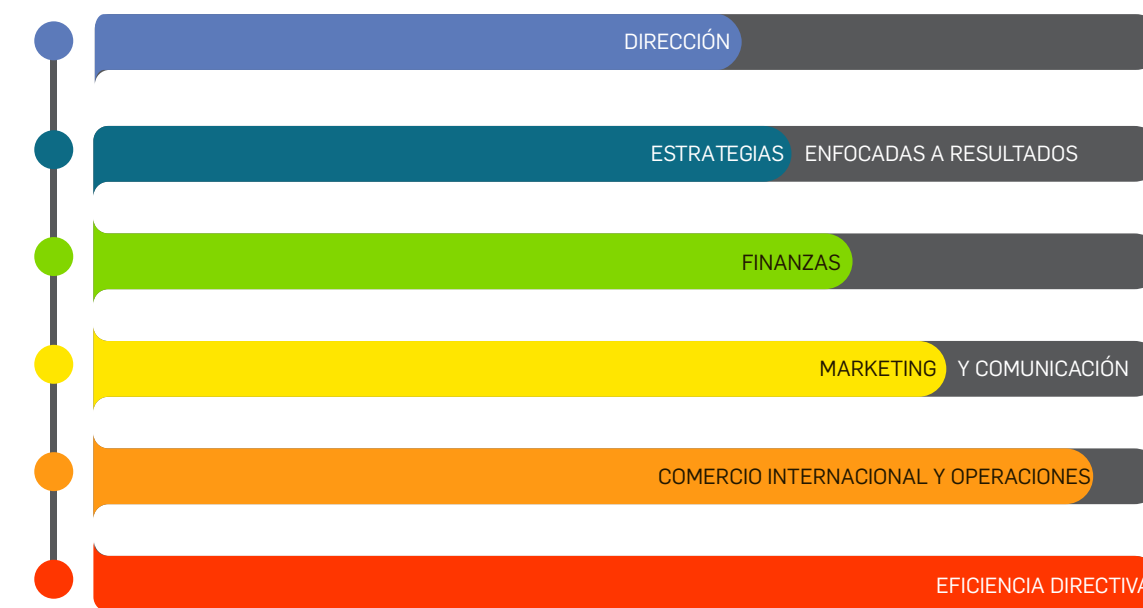 DIRECCIÓN
ESTRATEGIAS ENFOCADAS A RESULTADOS
FINANZAS
MARKETING Y COMUNICACIÓN
COMERCIO INTERNACIONAL Y OPERACIONES
EFICIENCIA DIRECTIVA